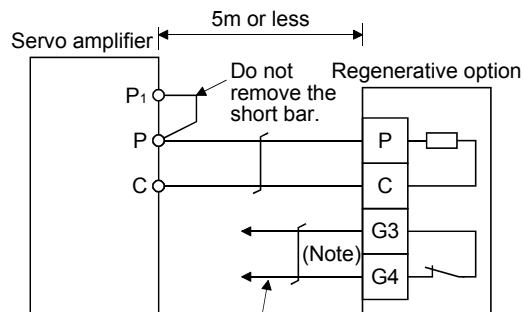 5m or less
Servo amplifier
Regenerative option
Do not
remove the
short bar.
P1
P
C
P
C
G3
G4
(Note)